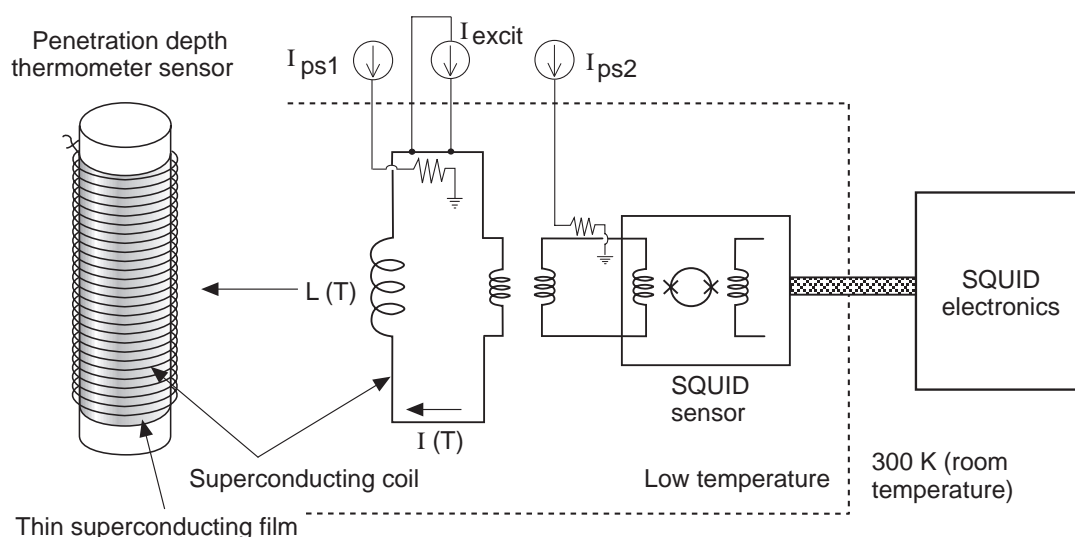 Penetration depth
thermometer sensor
I ps1
I excit
I ps2
L (T)
I (T)
SQUID
sensor
SQUID
electronics
Superconducting coil
Low temperature
300 K (room
temperature)
Thin superconducting film